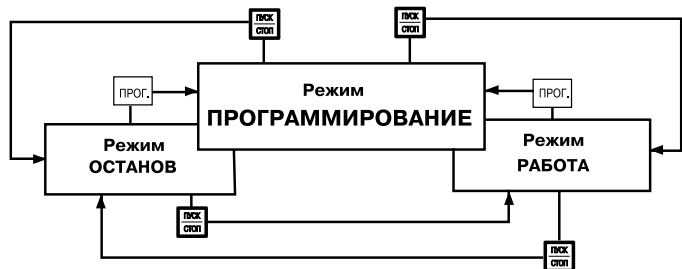 ПУСК
СТОП
ПУСК
СТОП
Режим
ПРОГРАММИРОВАНИЕ
ПРОГ.
ПРОГ.
Режим
ОСТАНОВ
Режим
РАБОТА
ПУСК
СТОП
ПУСК
СТОП